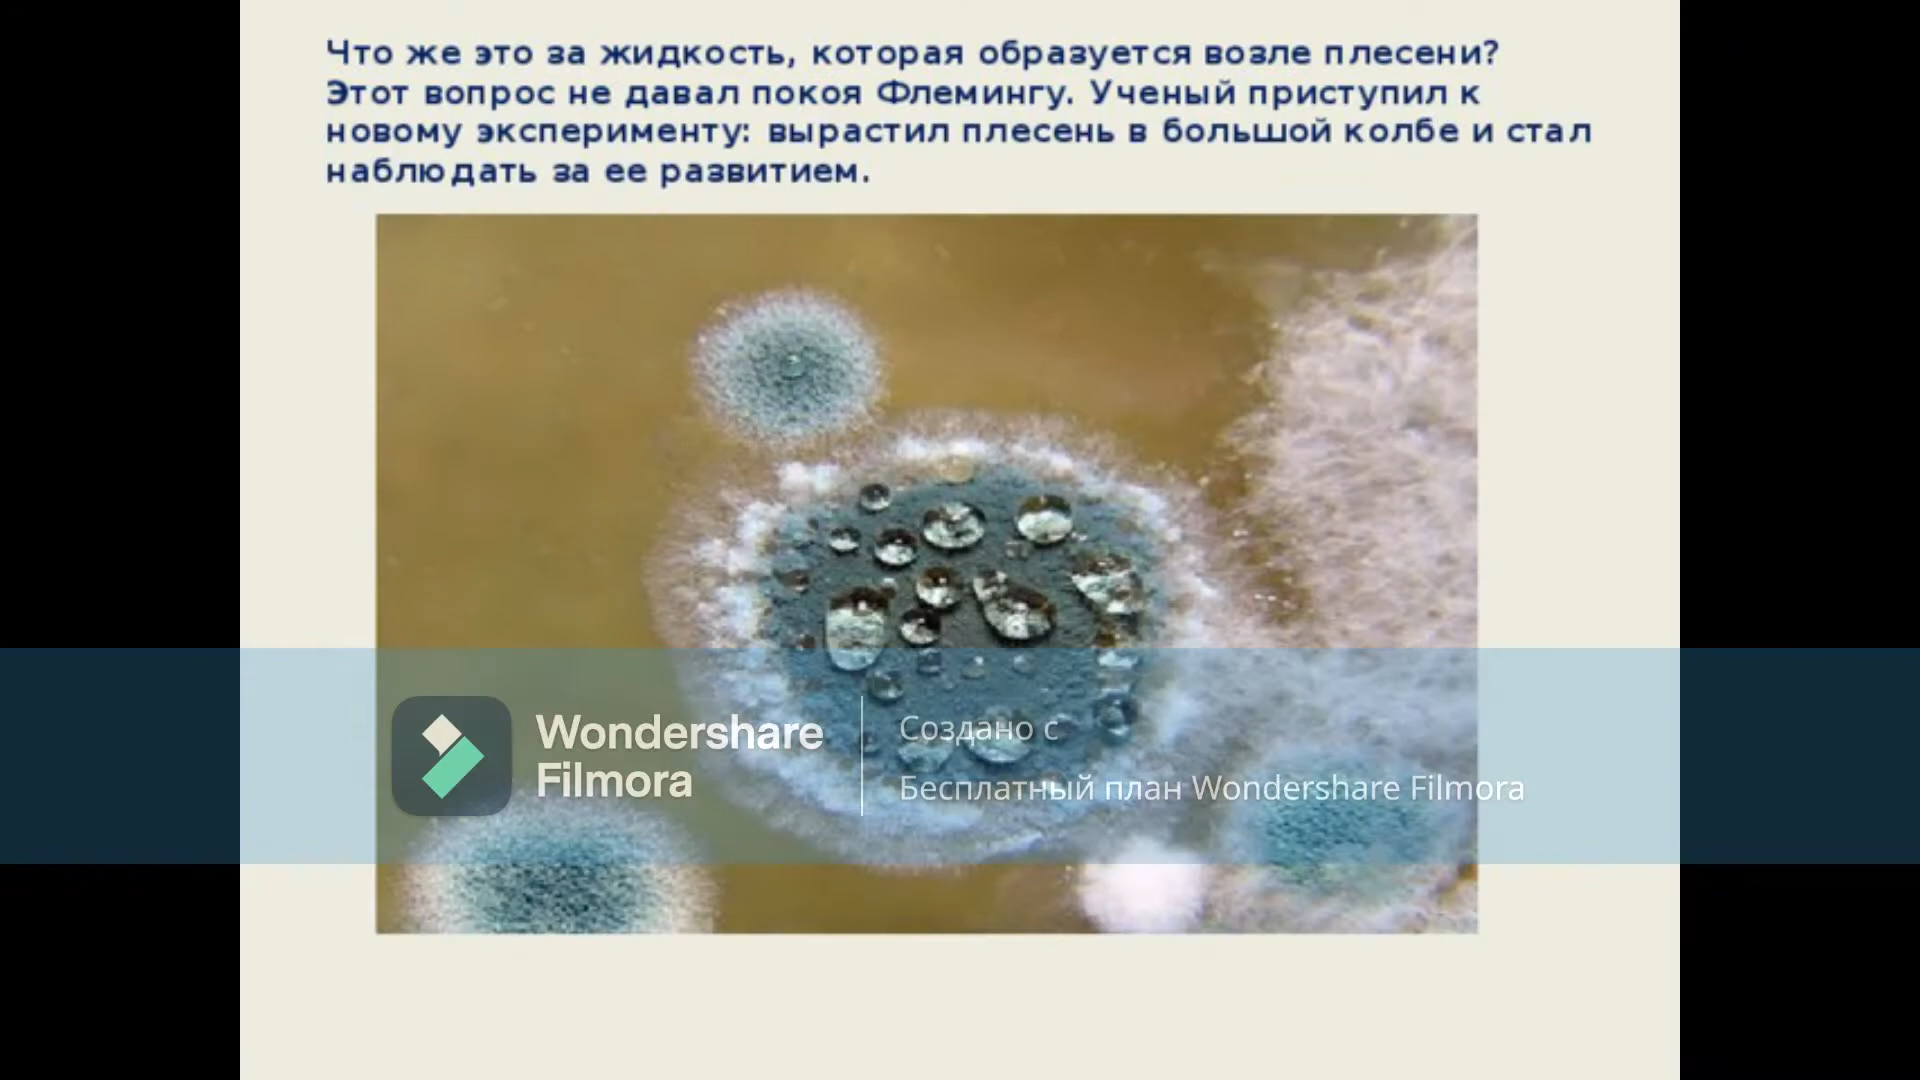 Что же это за жидкость, которая образуется возле плесени?
Этот вопрос не давал покоя Флемингу. Ученый приступил к
новому эксперименту: вырастил плесень в большой колбе и стал
наблюдать за ее развитием.
Wondershare
Filmora
Создано с
Бесплатный план Wondershare Filmora